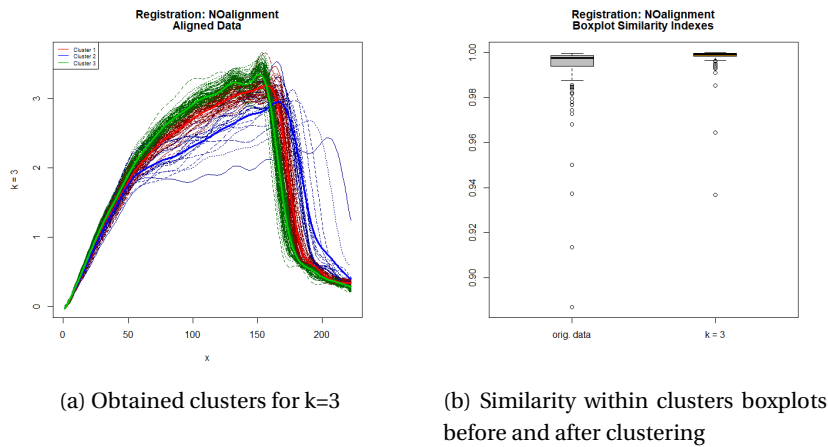 Registration: NOalignment
Aligned Data
Cluster 1
Cluster 2
Cluster 3
k = 3
3
2
1
0
0
50
100
150
200
x
(a) Obtained clusters for k=3
Registration: NOalignment
Boxplot Similarity Indexes
1.00
0.98
0.96
0.94
0.92
0.90
orig. data
k = 3
(b) Similarity within clusters boxplots
before and after clustering